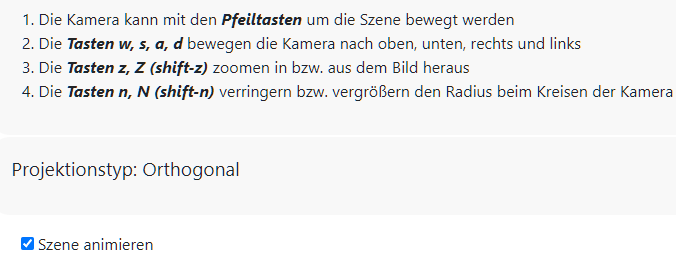 1. Die Kamera kann mit den Pfeiltasten um die Szene bewegt werden
2. Die Tasten w, s, a, d bewegen die Kamera nach oben, unten, rechts und links
3. Die Tasten z, Z (shift-z) zoomen in bzw. aus dem Bild heraus
4. Die Tasten n, N (shift-n) verringern bzw. vergrößern den Radius beim Kreisen der Kamera
Projektionstyp: Orthogonal
Szene animieren